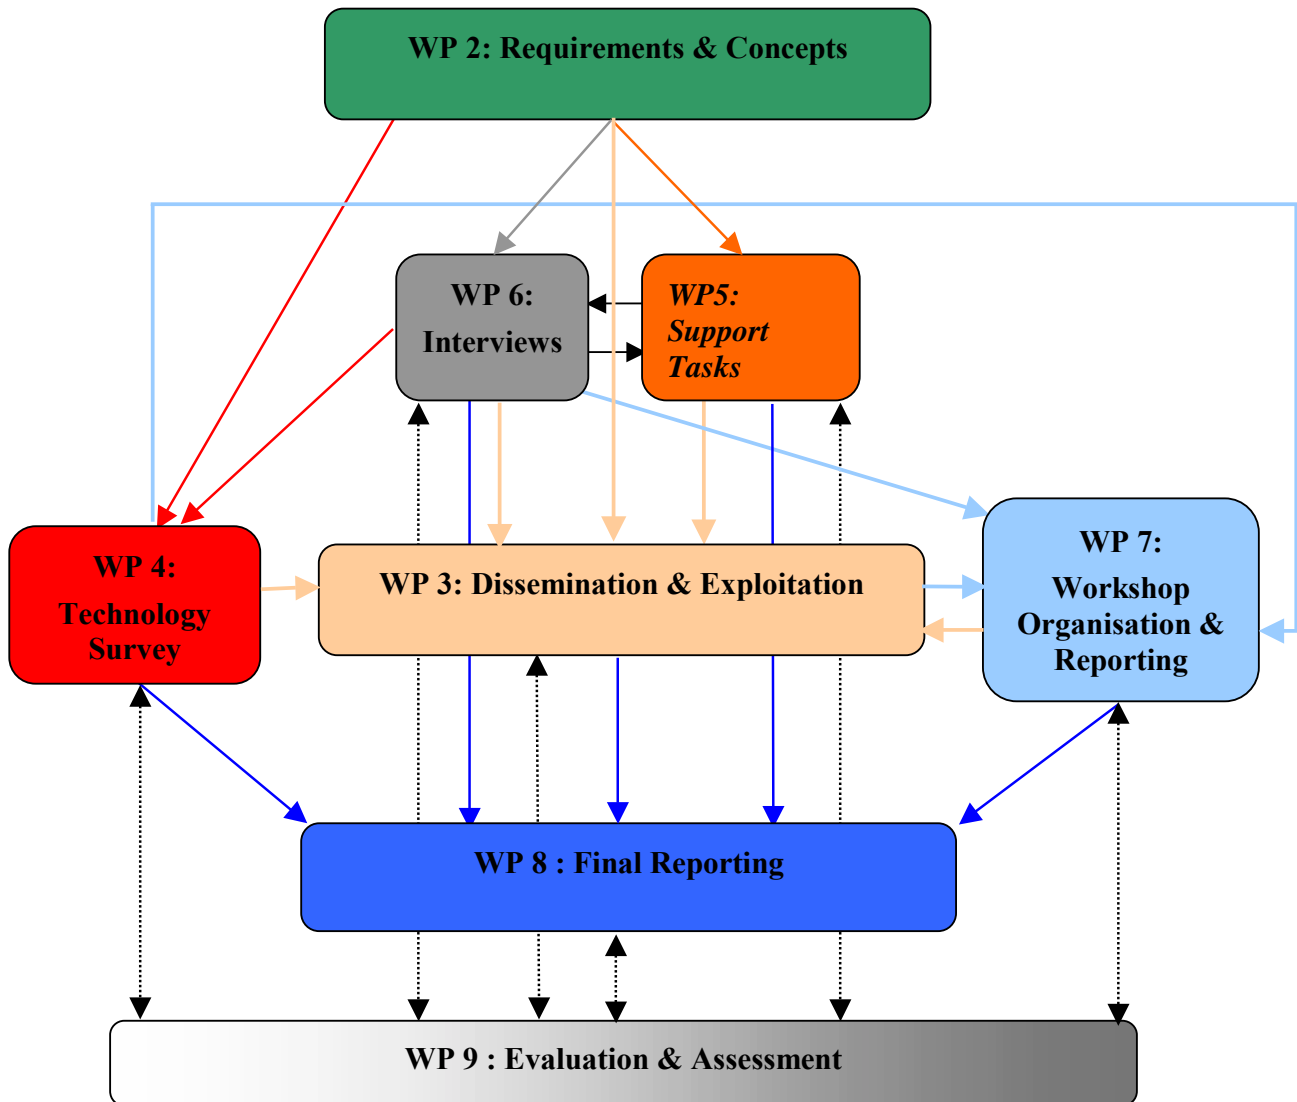 WP 2: Requirements & Concepts
WP 6:
Interviews
WP5:
Support
Tasks
WP 4:
Technology
Survey
WP 3: Dissemination & Exploitation
WP 7:
Workshop
Organisation &
Reporting
WP 8 : Final Reporting
WP 9 : Evaluation & Assessment